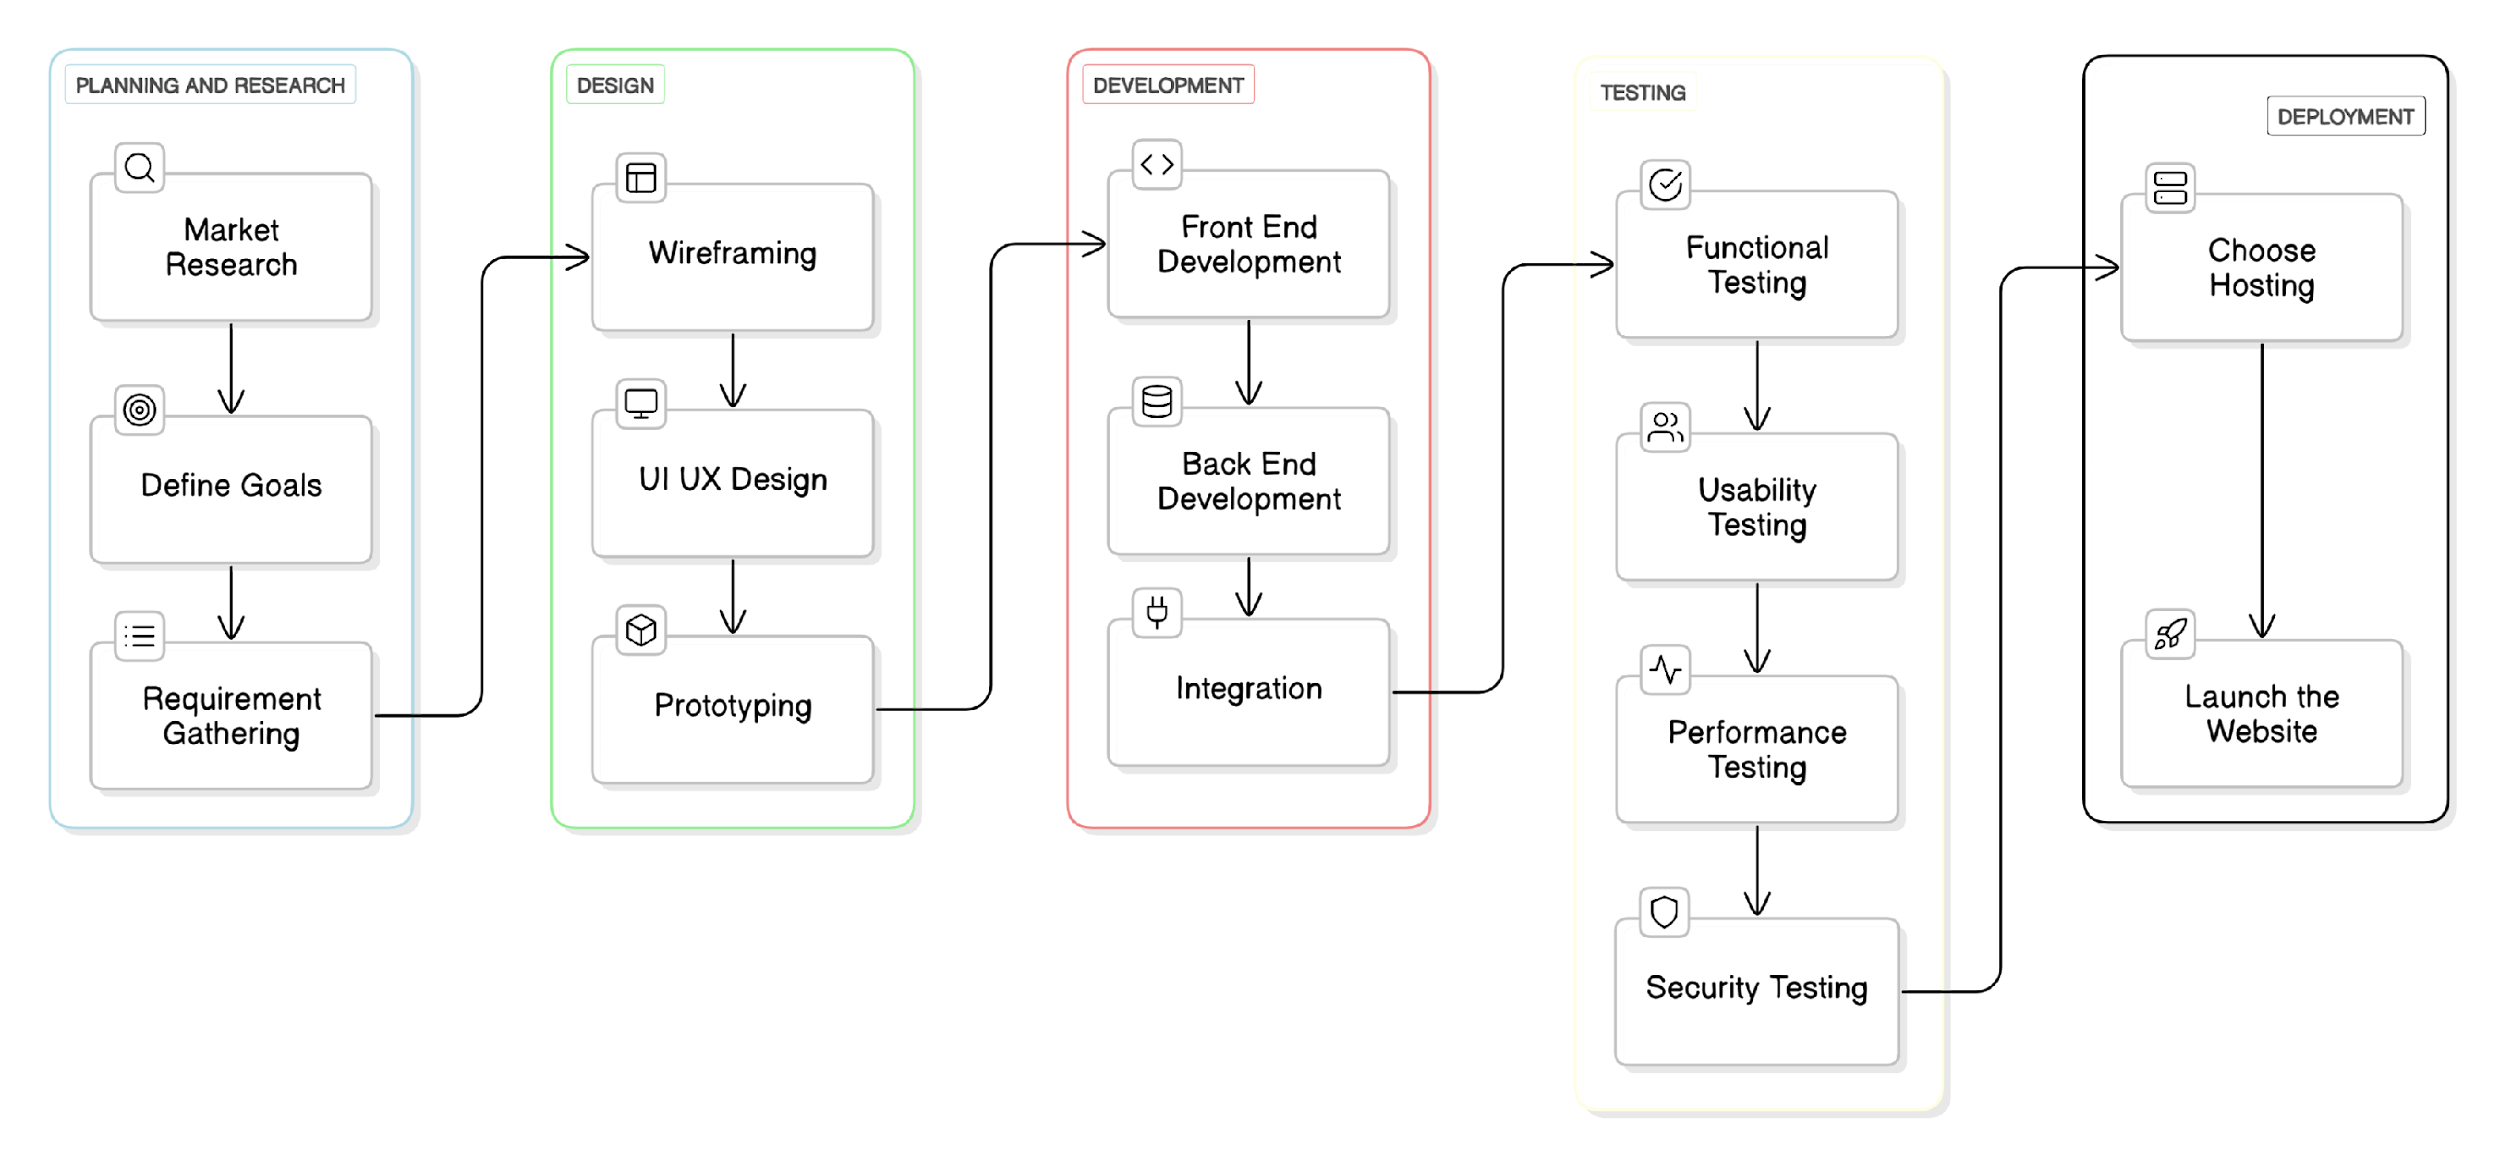 PLANNING AND RESEARCH
Market
Research
Define Goals
Requirement
Gathering
DESIGN
Wireframing
UI UX Design
Prototyping
DEVELOPMENT
Front End
Development
Back End
Development
Integration
TESTING
Functional
Testing
Usability
Testing
Performance
Testing
Security Testing
DEPLOYMENT
Choose
Hosting
Launch the
Website